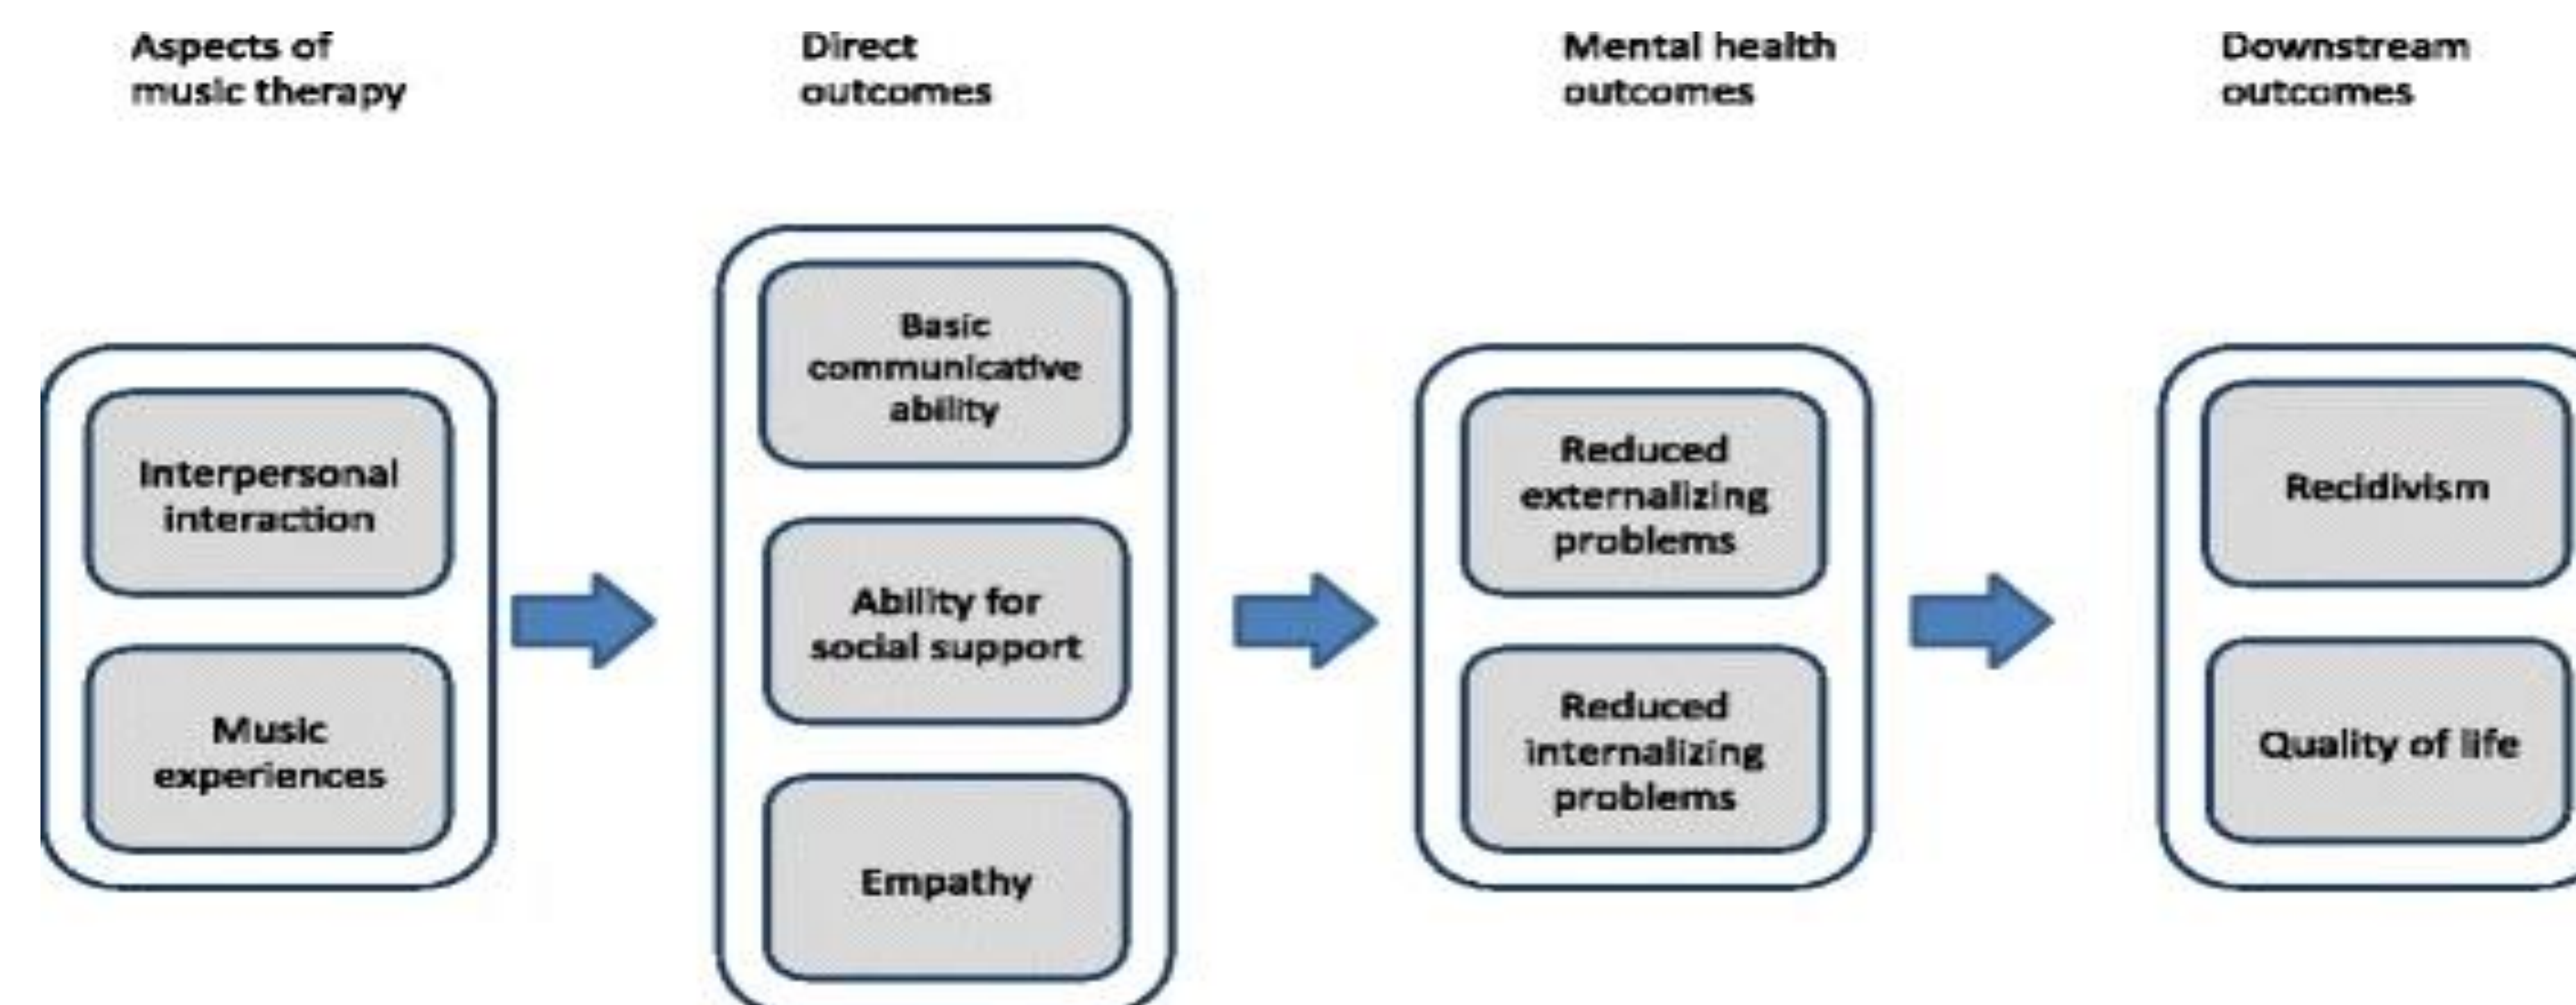 Aspects of
music therapy
Direct
outcomes
Mental health
outcomes
Downstream
outcomes
Interpersonal
interaction
Music
experiences
Basic
communicative
ability
Ability for
social support
Empathy
Reduced
externalizing
problems
Reduced
internalizing
problems
Recidivism
Quality of life